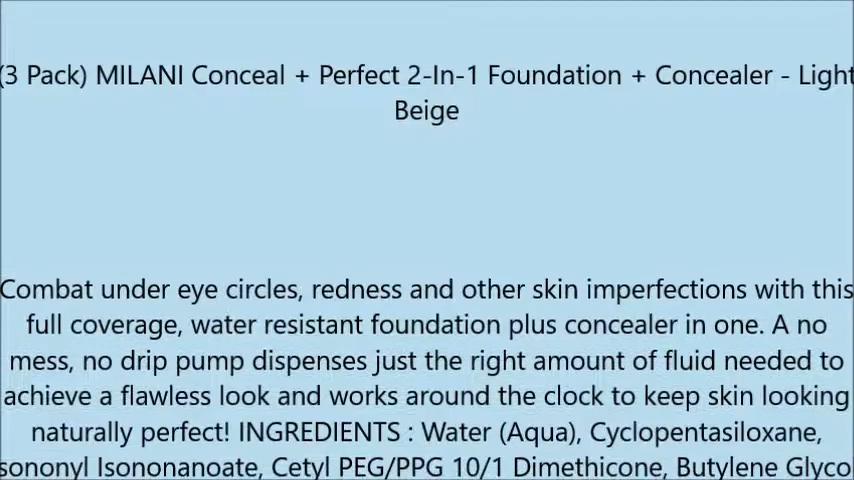 (3 Pack) MILANI Conceal + Perfect 2-In-1 Foundation + Concealer - Light
Beige
Combat under eye circles, redness and other skin imperfections with this
full coverage, water resistant foundation plus concealer in one. A no
mess, no drip pump dispenses just the right amount of fluid needed to
achieve a flawless look and works around the clock to keep skin looking
naturally perfect! INGREDIENTS : Water (Aqua), Cyclopentasiloxane,
sononyl Isononanoate, Cetyl PEG/PPG 10/1 Dimethicone, Butylene Glyco